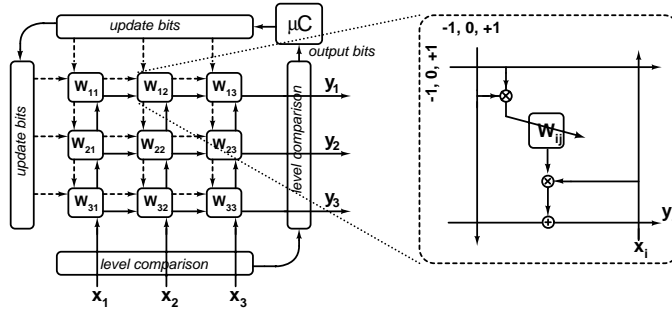 update bits
μC
output bits
update bits
W11 W12 W13
y1
W21 W22 W23
y2
W31 W32 W33
y3
level comparison
level comparison
x1 x2 x3
-1, 0, +1
-1, 0, +1
Wij
y
xi